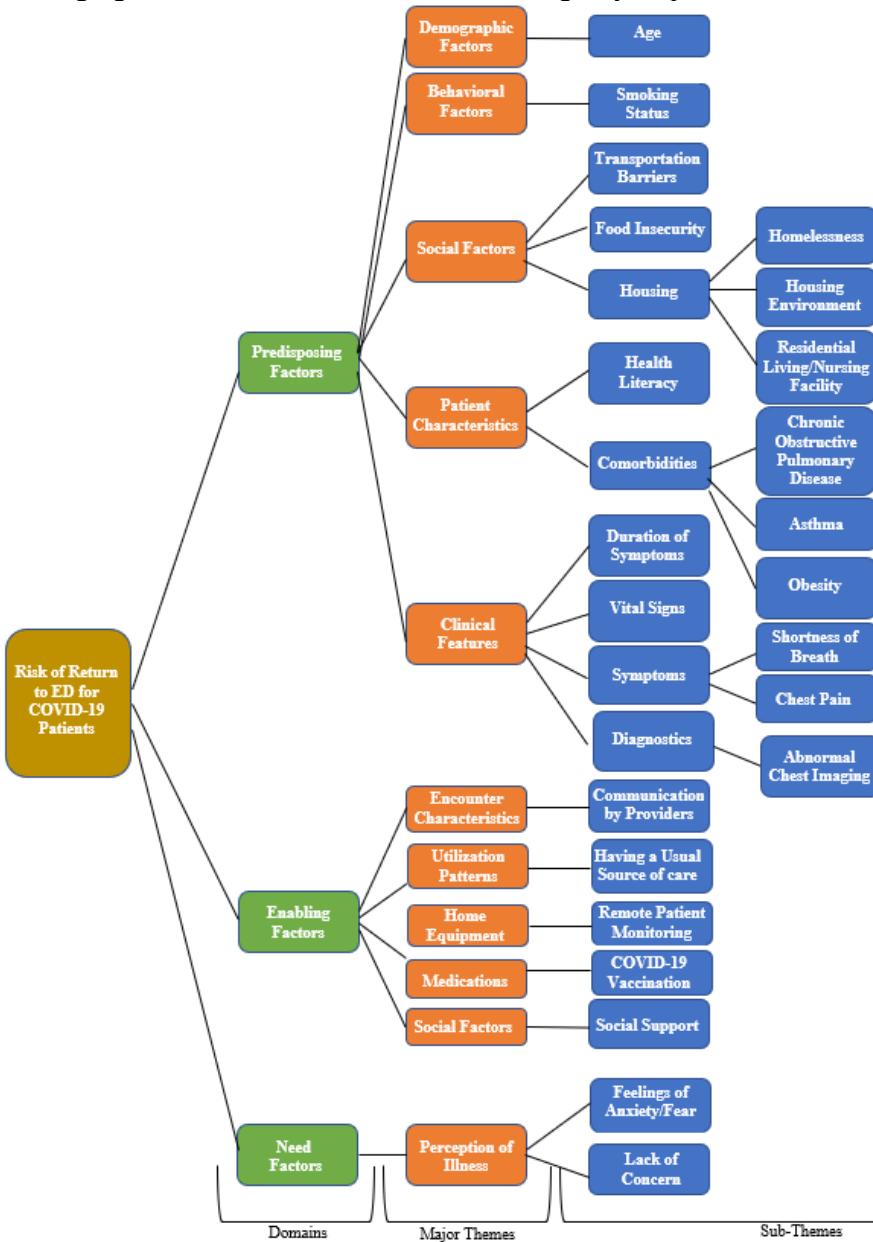 Risk of Return
to ED for
COVID-19
Patients
Predisposing
Factors
Demographic
Factors
Age
Behavioral
Factors
Smoking
Status
Social Factors
Transportation
Barriers
Food Insecurity
Housing
Homelessness
Housing
Environment
Residential
Living/Nursing
Facility
Patient
Characteristics
Health
Literacy
Comorbidities
Chronic
Obstructive
Pulmonary
Disease
Asthma
Obesity
Clinical
Features
Duration of
Symptoms
Vital Signs
Symptoms
Shortness of
Breath
Chest Pain
Diagnostics
Abnormal
Chest Imaging
Enabling
Factors
Encounter
Characteristics
Communication
by Providers
Utilization
Patterns
Having a Usual
Source of care
Home
Equipment
Remote Patient
Monitoring
Medications
COVID-19
Vaccination
Social Factors
Social Support
Need
Factors
Perception of
Illness
Feelings of
Anxiety/Fear
Lack of
Concern
Domains
Major Themes
Sub-Themes